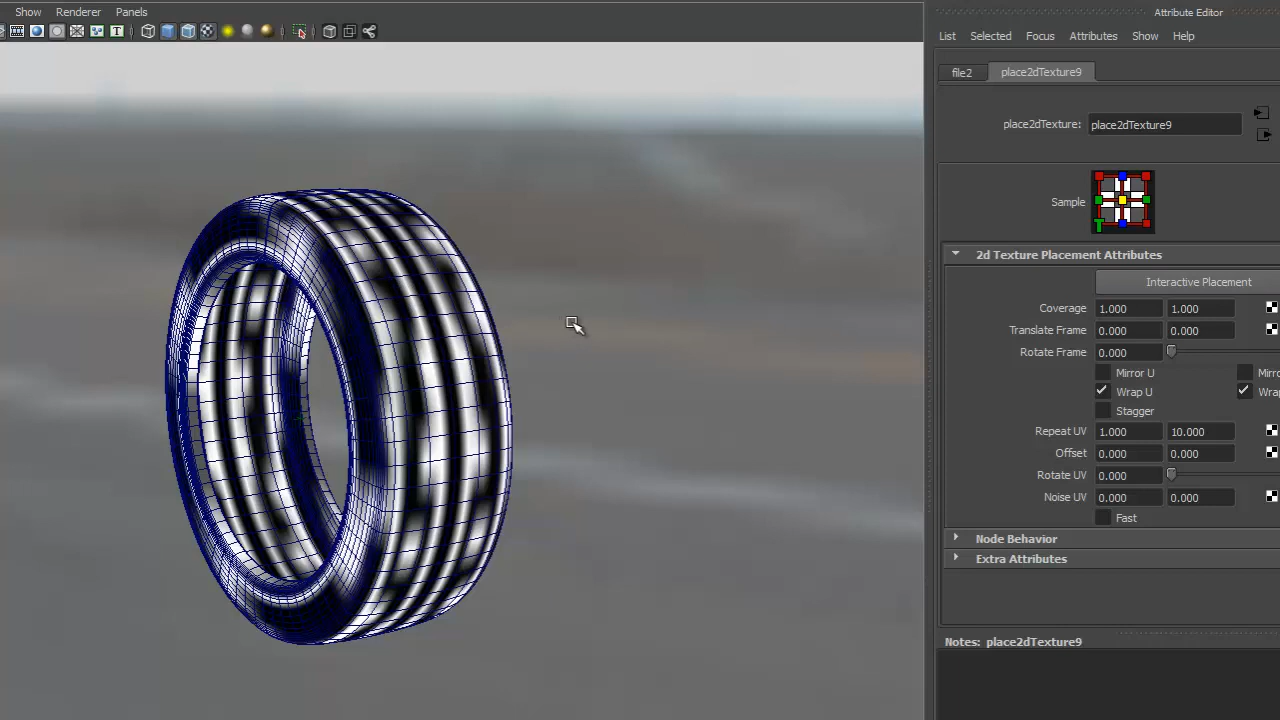 Show Renderer Panels
Attribute Editor
List Selected Focus Attributes Show Help
file2 place2dTexture9
place2dTexture: place2dTexture9
Sample
2d Texture Placement Attributes
Interactive Placement
Coverage 1.000 1.000
Translate Frame 0.000 0.000
Rotate Frame 0.000
Mirror U Mirro
Wrap U Wrap
Stagger
Repeat UV 1.000 10.000
Offset 0.000 0.000
Rotate UV 0.000
Noise UV 0.000 0.000
Fast
Node Behavior
Extra Attributes
Notes: place2dTexture9